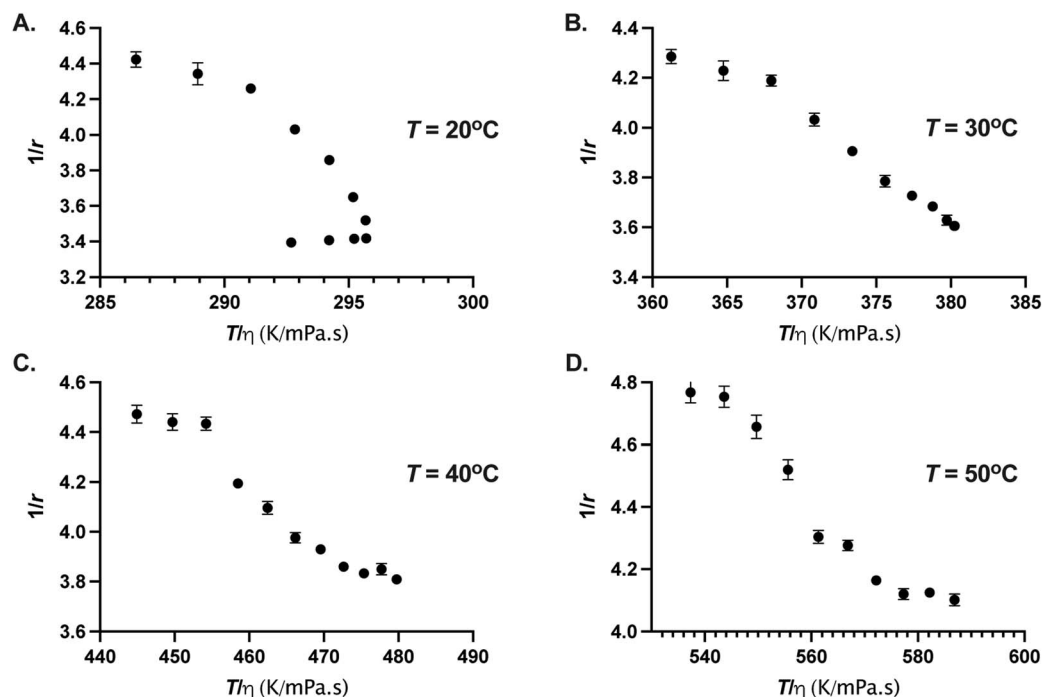 A.
4.6
4.4
4.2
4.0
3.8
3.6
3.4
3.2
1/r
T = 20°C
285 290 295 300
T/η (K/mPa.s)
B.
4.4
4.2
4.0
3.8
3.6
3.4
1/r
T = 30°C
360 365 370 375 380 385
T/η (K/mPa.s)
C.
4.6
4.4
4.2
4.0
3.8
3.6
1/r
T = 40°C
440 450 460 470 480 490
T/η (K/mPa.s)
D.
4.8
4.6
4.4
4.2
4.0
1/r
T = 50°C
540 560 580 600
T/η (K/mPa.s)